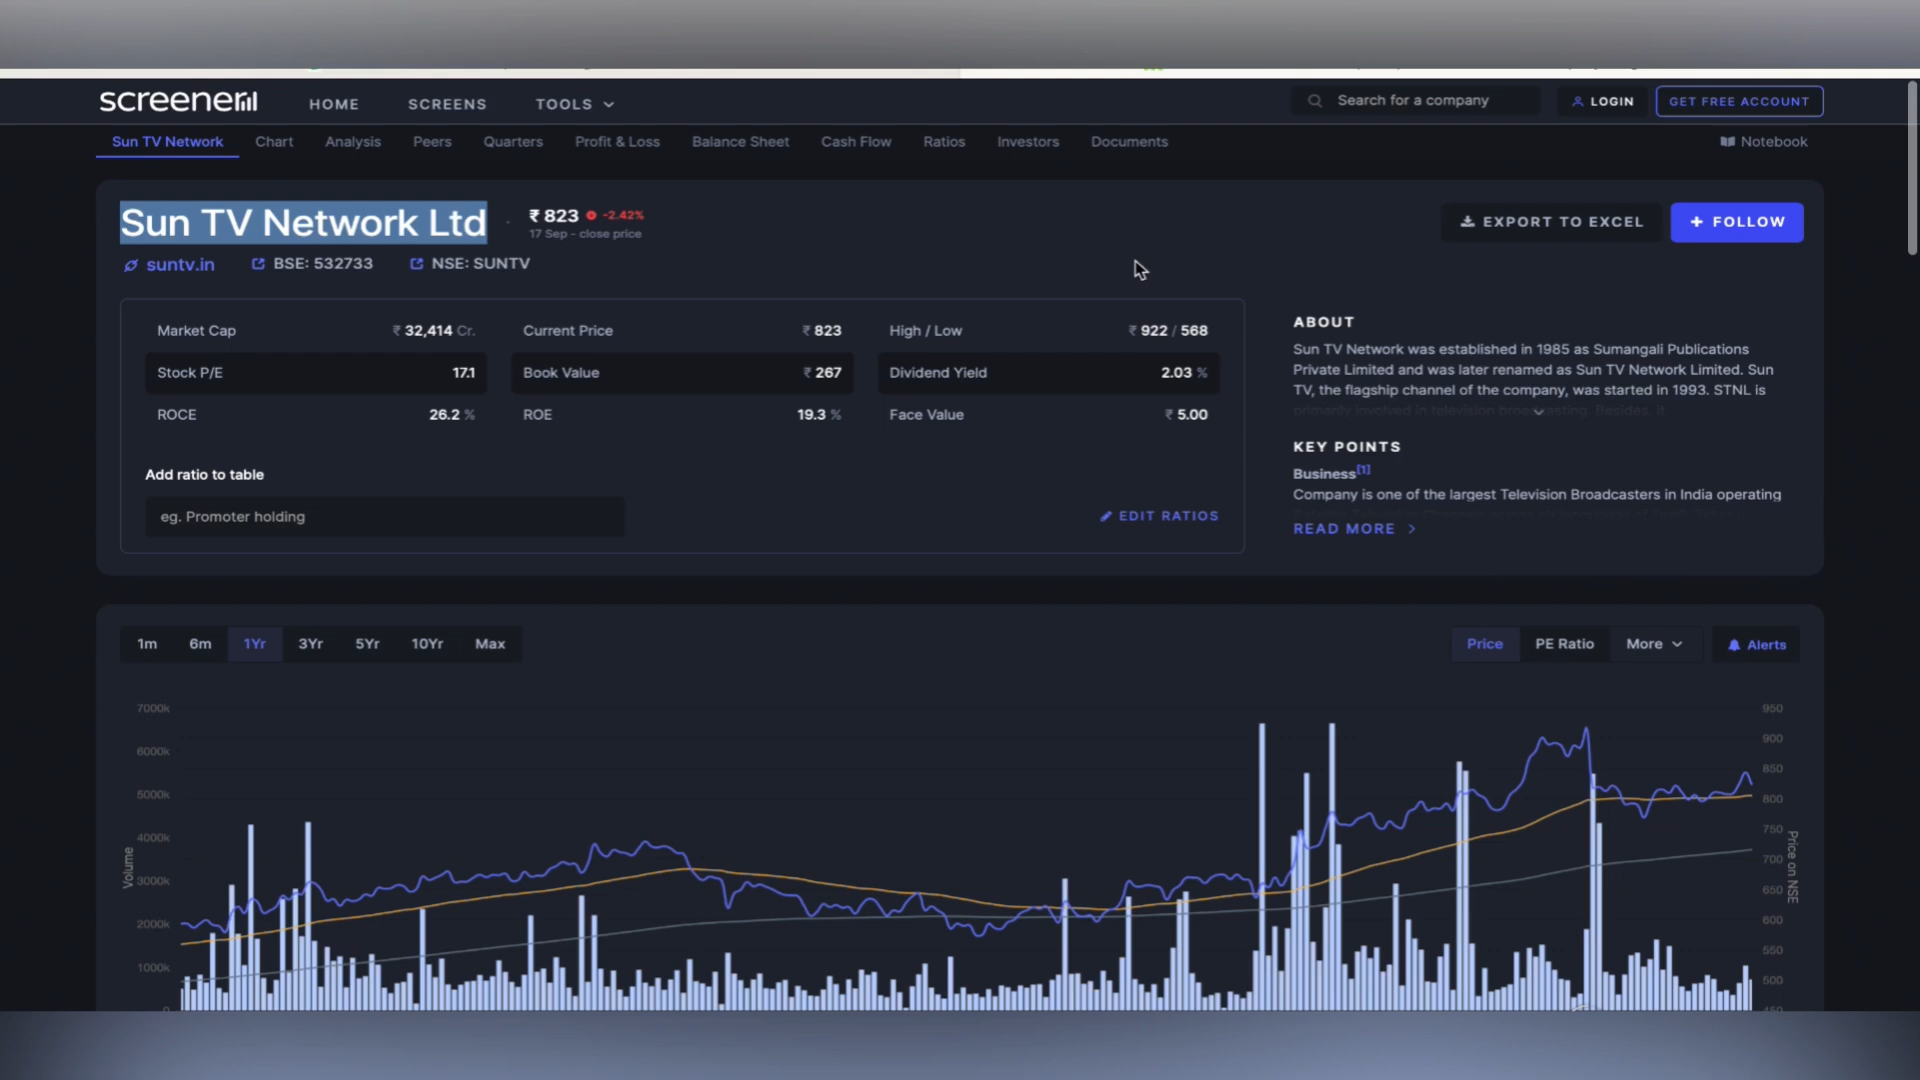 screener
HOME
SCREENS
TOOLS
Search for a company
LOGIN
GET FREE ACCOUNT
Sun TV Network
Chart
Analysis
Peers
Quarters
Profit & Loss
Balance Sheet
Cash Flow
Ratios
Investors
Documents
Notebook
Sun TV Network Ltd
₹ 823 -2.42%
17 Sep - close price
EXPORT TO EXCEL
+ FOLLOW
suntv.in
BSE: 532733
NSE: SUNTV
Market Cap ₹ 32,414 Cr.
Current Price ₹ 823
High / Low ₹ 922 / 568
Stock P/E 17.1
Book Value ₹ 267
Dividend Yield 2.03 %
ROCE 26.2 %
ROE 19.3 %
Face Value ₹ 5.00
Add ratio to table
eg. Promoter holding
EDIT RATIOS
ABOUT
Sun TV Network was established in 1985 as Sumangali Publications
Private Limited and was later renamed as Sun TV Network Limited. Sun
TV, the flagship channel of the company, was started in 1993. STNL is
primarily involved in television broadcasting. Besides, it
KEY POINTS
Business[1]
Company is one of the largest Television Broadcasters in India operating
READ MORE >
1m
6m
1Yr
3Yr
5Yr
10Yr
Max
Price
PE Ratio
More
Alerts
7000k
6000k
5000k
4000k
3000k
2000k
1000k
0
Volume
950
900
850
800
750
700
650
600
550
500
450
Price on NSE